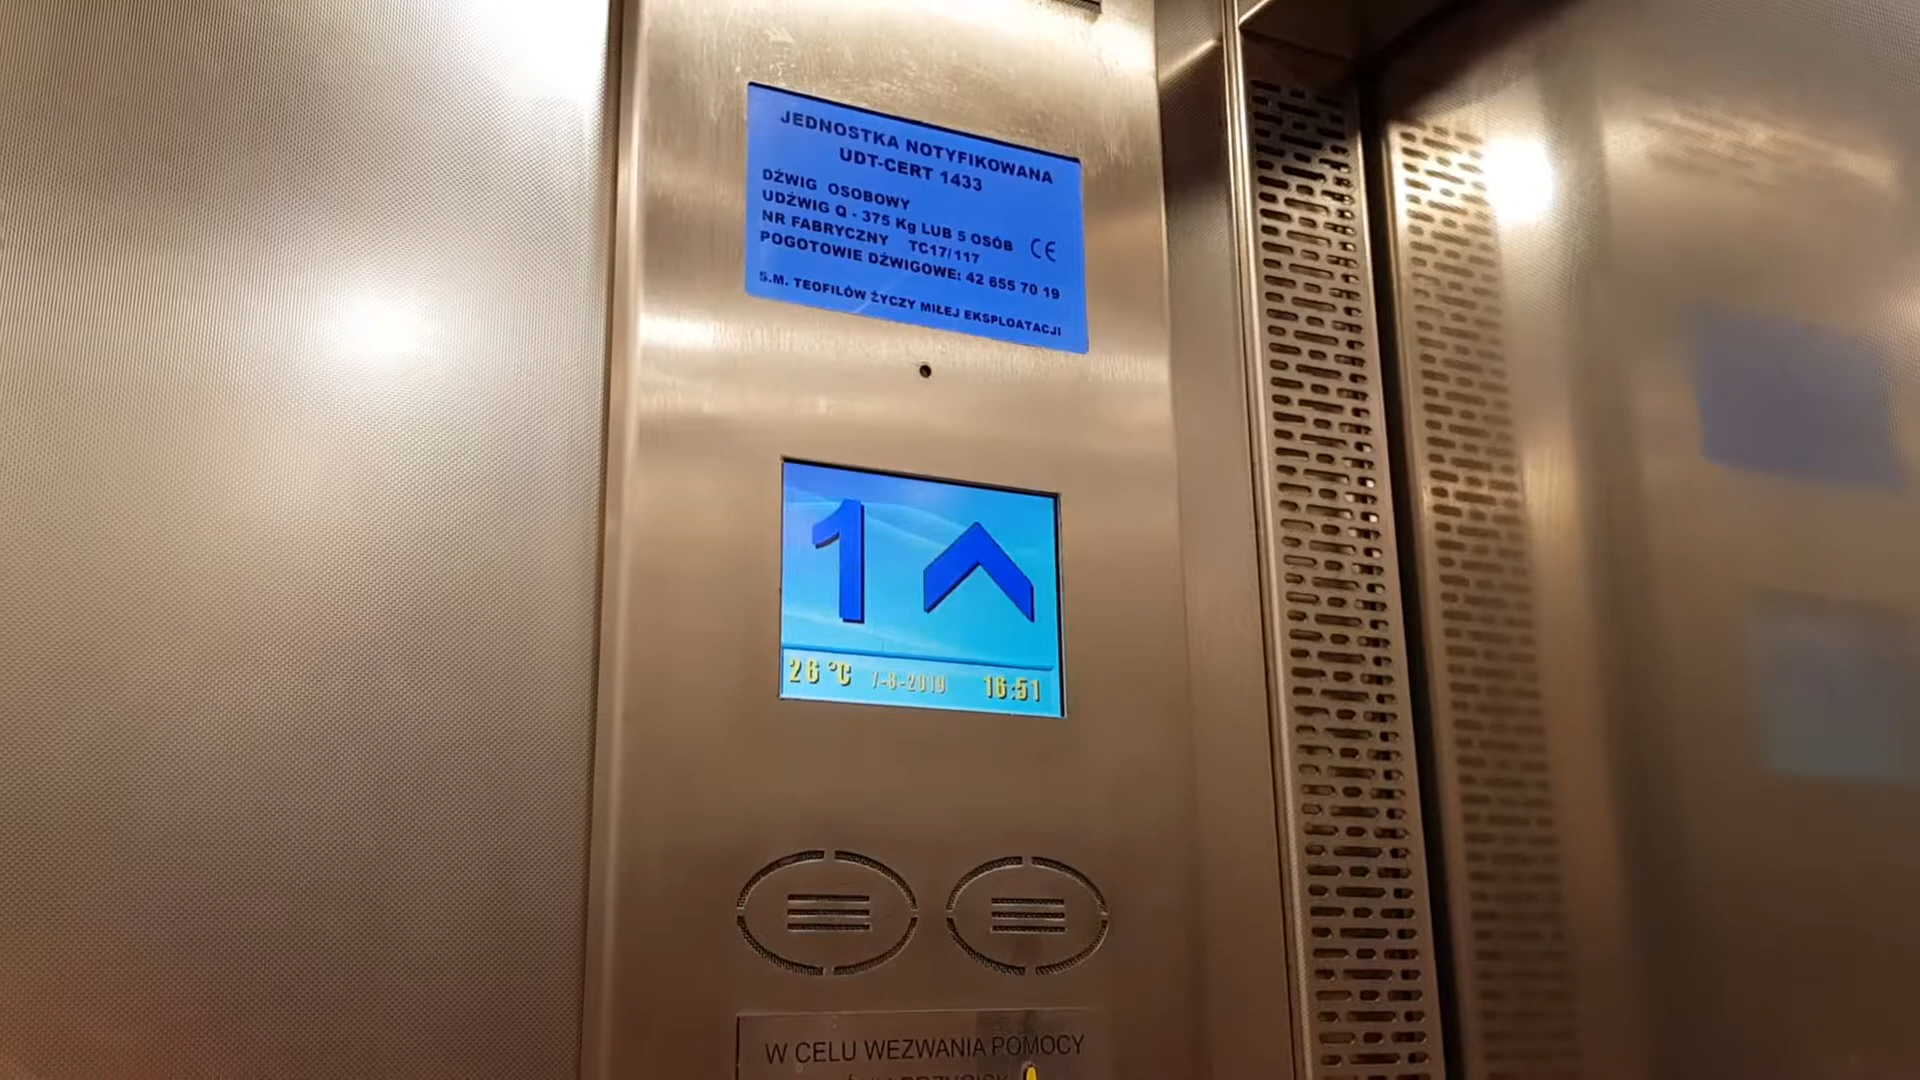 JEDNOSTKA NOTYFIKOWANA
UDT-CERT 1433
DŹWIG OSOBOWY
UDŹWIG Q - 375 Kg LUB 5 OSÓB
NR FABRYCZNY TC17/117
CE
POGOTOWIE DŹWIGOWE: 42 655 70 19
S.M. TEOFILÓW ŻYCZY MIŁEJ EKSPLOATACJI
1
26 °C 7-8-2019 16:51
W CELU WEZWANIA POMOCY